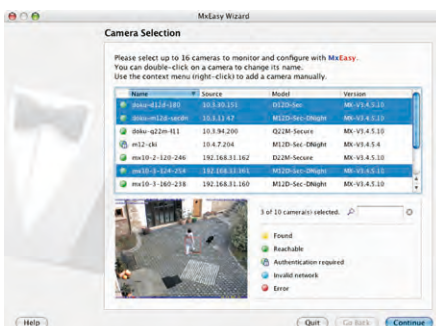 MxEasy Wizard
Camera Selection
Please select up to 16 cameras to monitor and configure with MxEasy.
You can double-click on a camera to change its name.
Use the context menu (right-click) to add a camera manually.
Name Source Model Version
doku-d12d-180 10.3.30.151 D12D-Sec MX-V3.4.5.10
doku-m12d-secdn 10.3.31.47 M12D-Sec-DNight MX-V3.4.5.10
doku-q22m-l11 10.3.94.200 Q22M-Secure MX-V3.4.5.10
m12-cki 10.4.7.204 M12D-Sec-DNight MX-V3.4.5.4
mx10-2-120-246 192.168.31.162 D22M-Secure MX-V3.4.5.10
mx10-3-124-254 192.168.31.161 M12D-Sec-DNight MX-V3.4.5.10
mx10-3-160-238 192.168.31.160 M12D-Sec-DNight MX-V3.4.5.10
3 of 10 camera(s) selected.
Found
Reachable
Authentication required
Invalid network
Error
Help Quit Go Back Continue